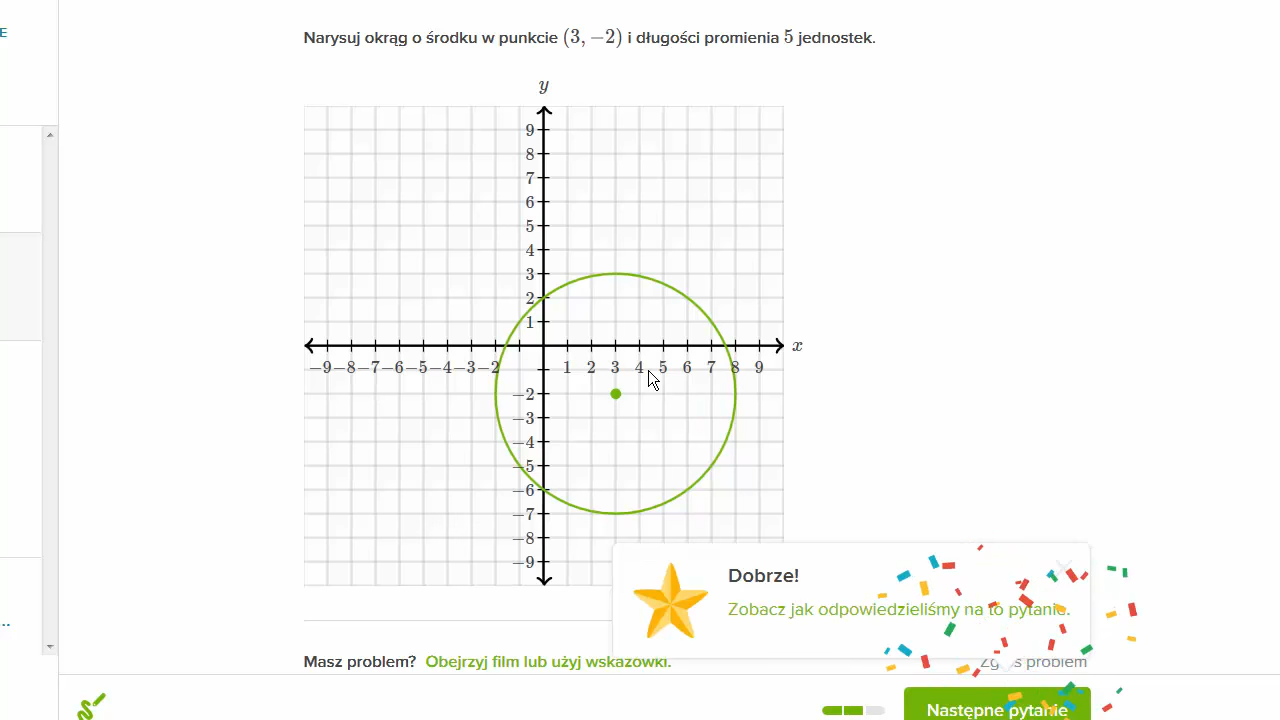 E
Narysuj okrąg o środku w punkcie (3, −2) i długości promienia 5 jednostek.
y
9
8
7
6
5
4
3
2
1
x
−9 −8 −7 −6 −5 −4 −3 −2 1 2 3 4 5 6 7 8 9
−2
−3
−4
−5
−6
−7
−8
−9
Dobrze!
Zobacz jak odpowiedzieliśmy na to pytanie.
...
Masz problem? Obejrzyj film lub użyj wskazówki.
Zgłoś problem
Następne pytanie